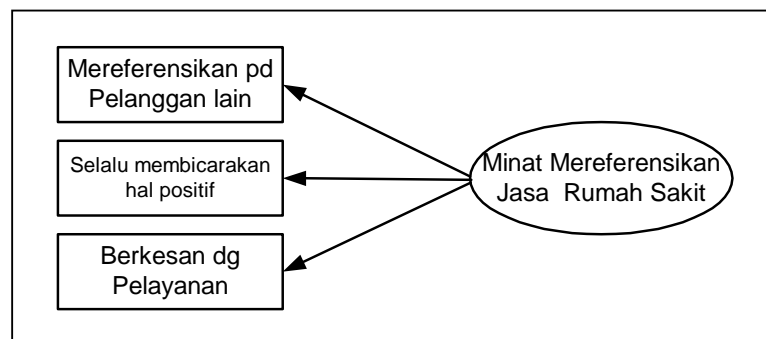 Mereferensikan pd
Pelanggan lain
Selalu membicarakan
hal positif
Berkesan dg
Pelayanan
Minat Mereferensikan
Jasa Rumah Sakit